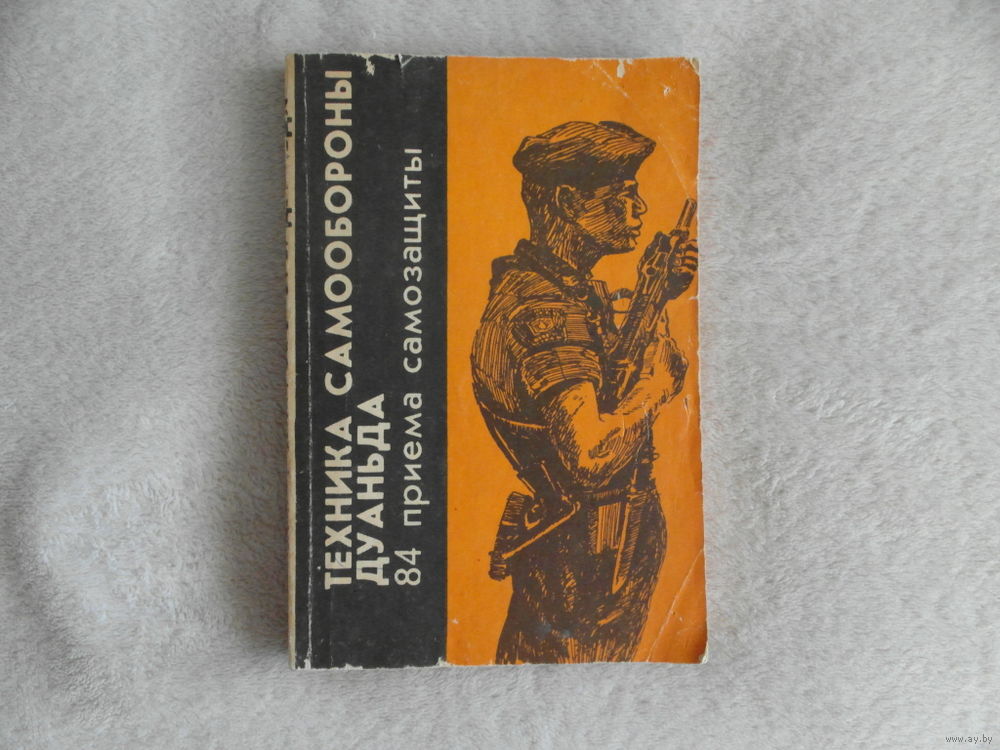 ТЕХНИКА САМООБОРОНЫ
ДУАНЬДА
84 приема самозащиты
www.ay.by